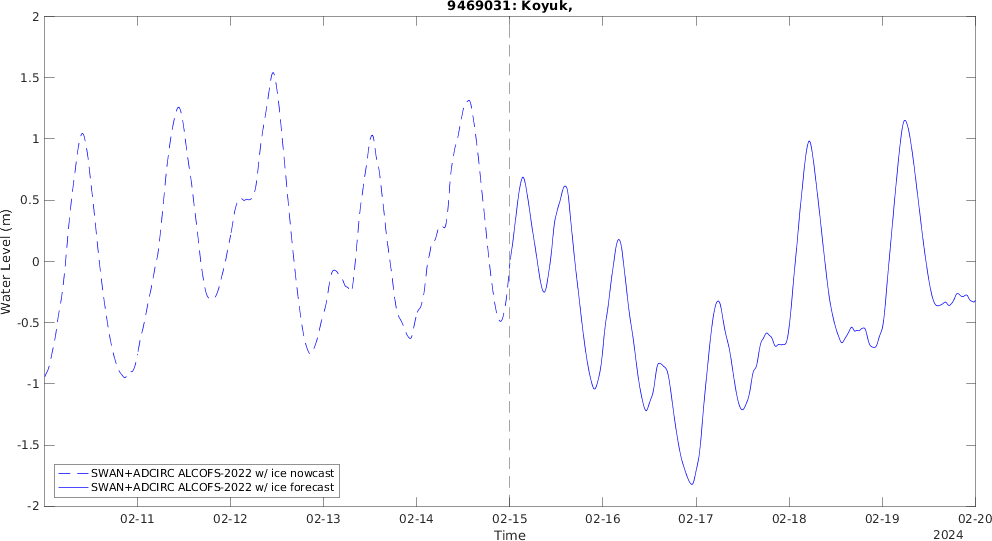 9469031: Koyuk,
2
1.5
1
0.5
0
-0.5
-1
-1.5
-2
Water Level (m)
SWAN+ADCIRC ALCOFS-2022 w/ ice nowcast
SWAN+ADCIRC ALCOFS-2022 w/ ice forecast
02-11 02-12 02-13 02-14 02-15 02-16 02-17 02-18 02-19 02-20
Time
2024